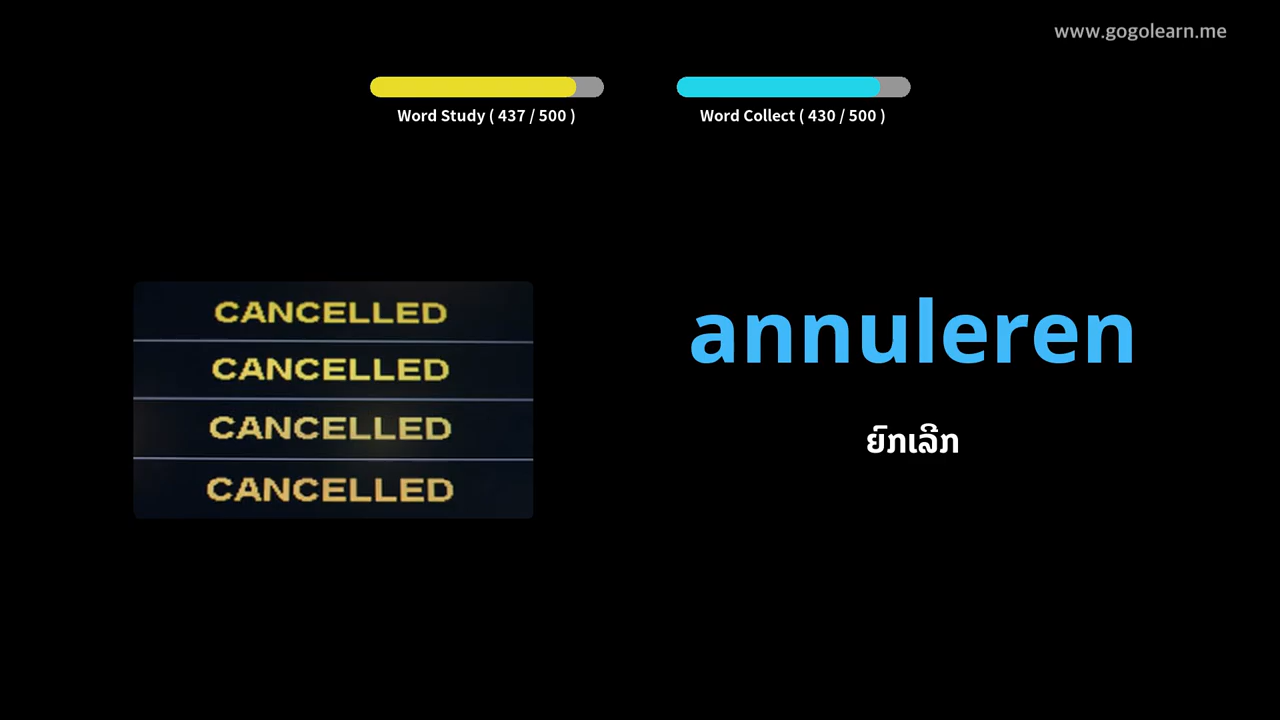 www.gogolearn.me
Word Study ( 437 / 500 )
Word Collect ( 430 / 500 )
CANCELLED
CANCELLED
CANCELLED
CANCELLED
annuleren
ຍົກເລີກ